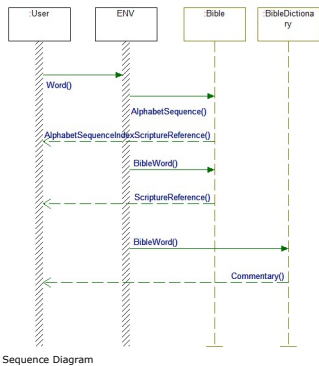 :User
ENV
:Bible
:BibleDictiona
ry
Word()
AlphabetSequence()
AlphabetSequenceIndexScriptureReference()
BibleWord()
ScriptureReference()
BibleWord()
Commentary()
Sequence Diagram